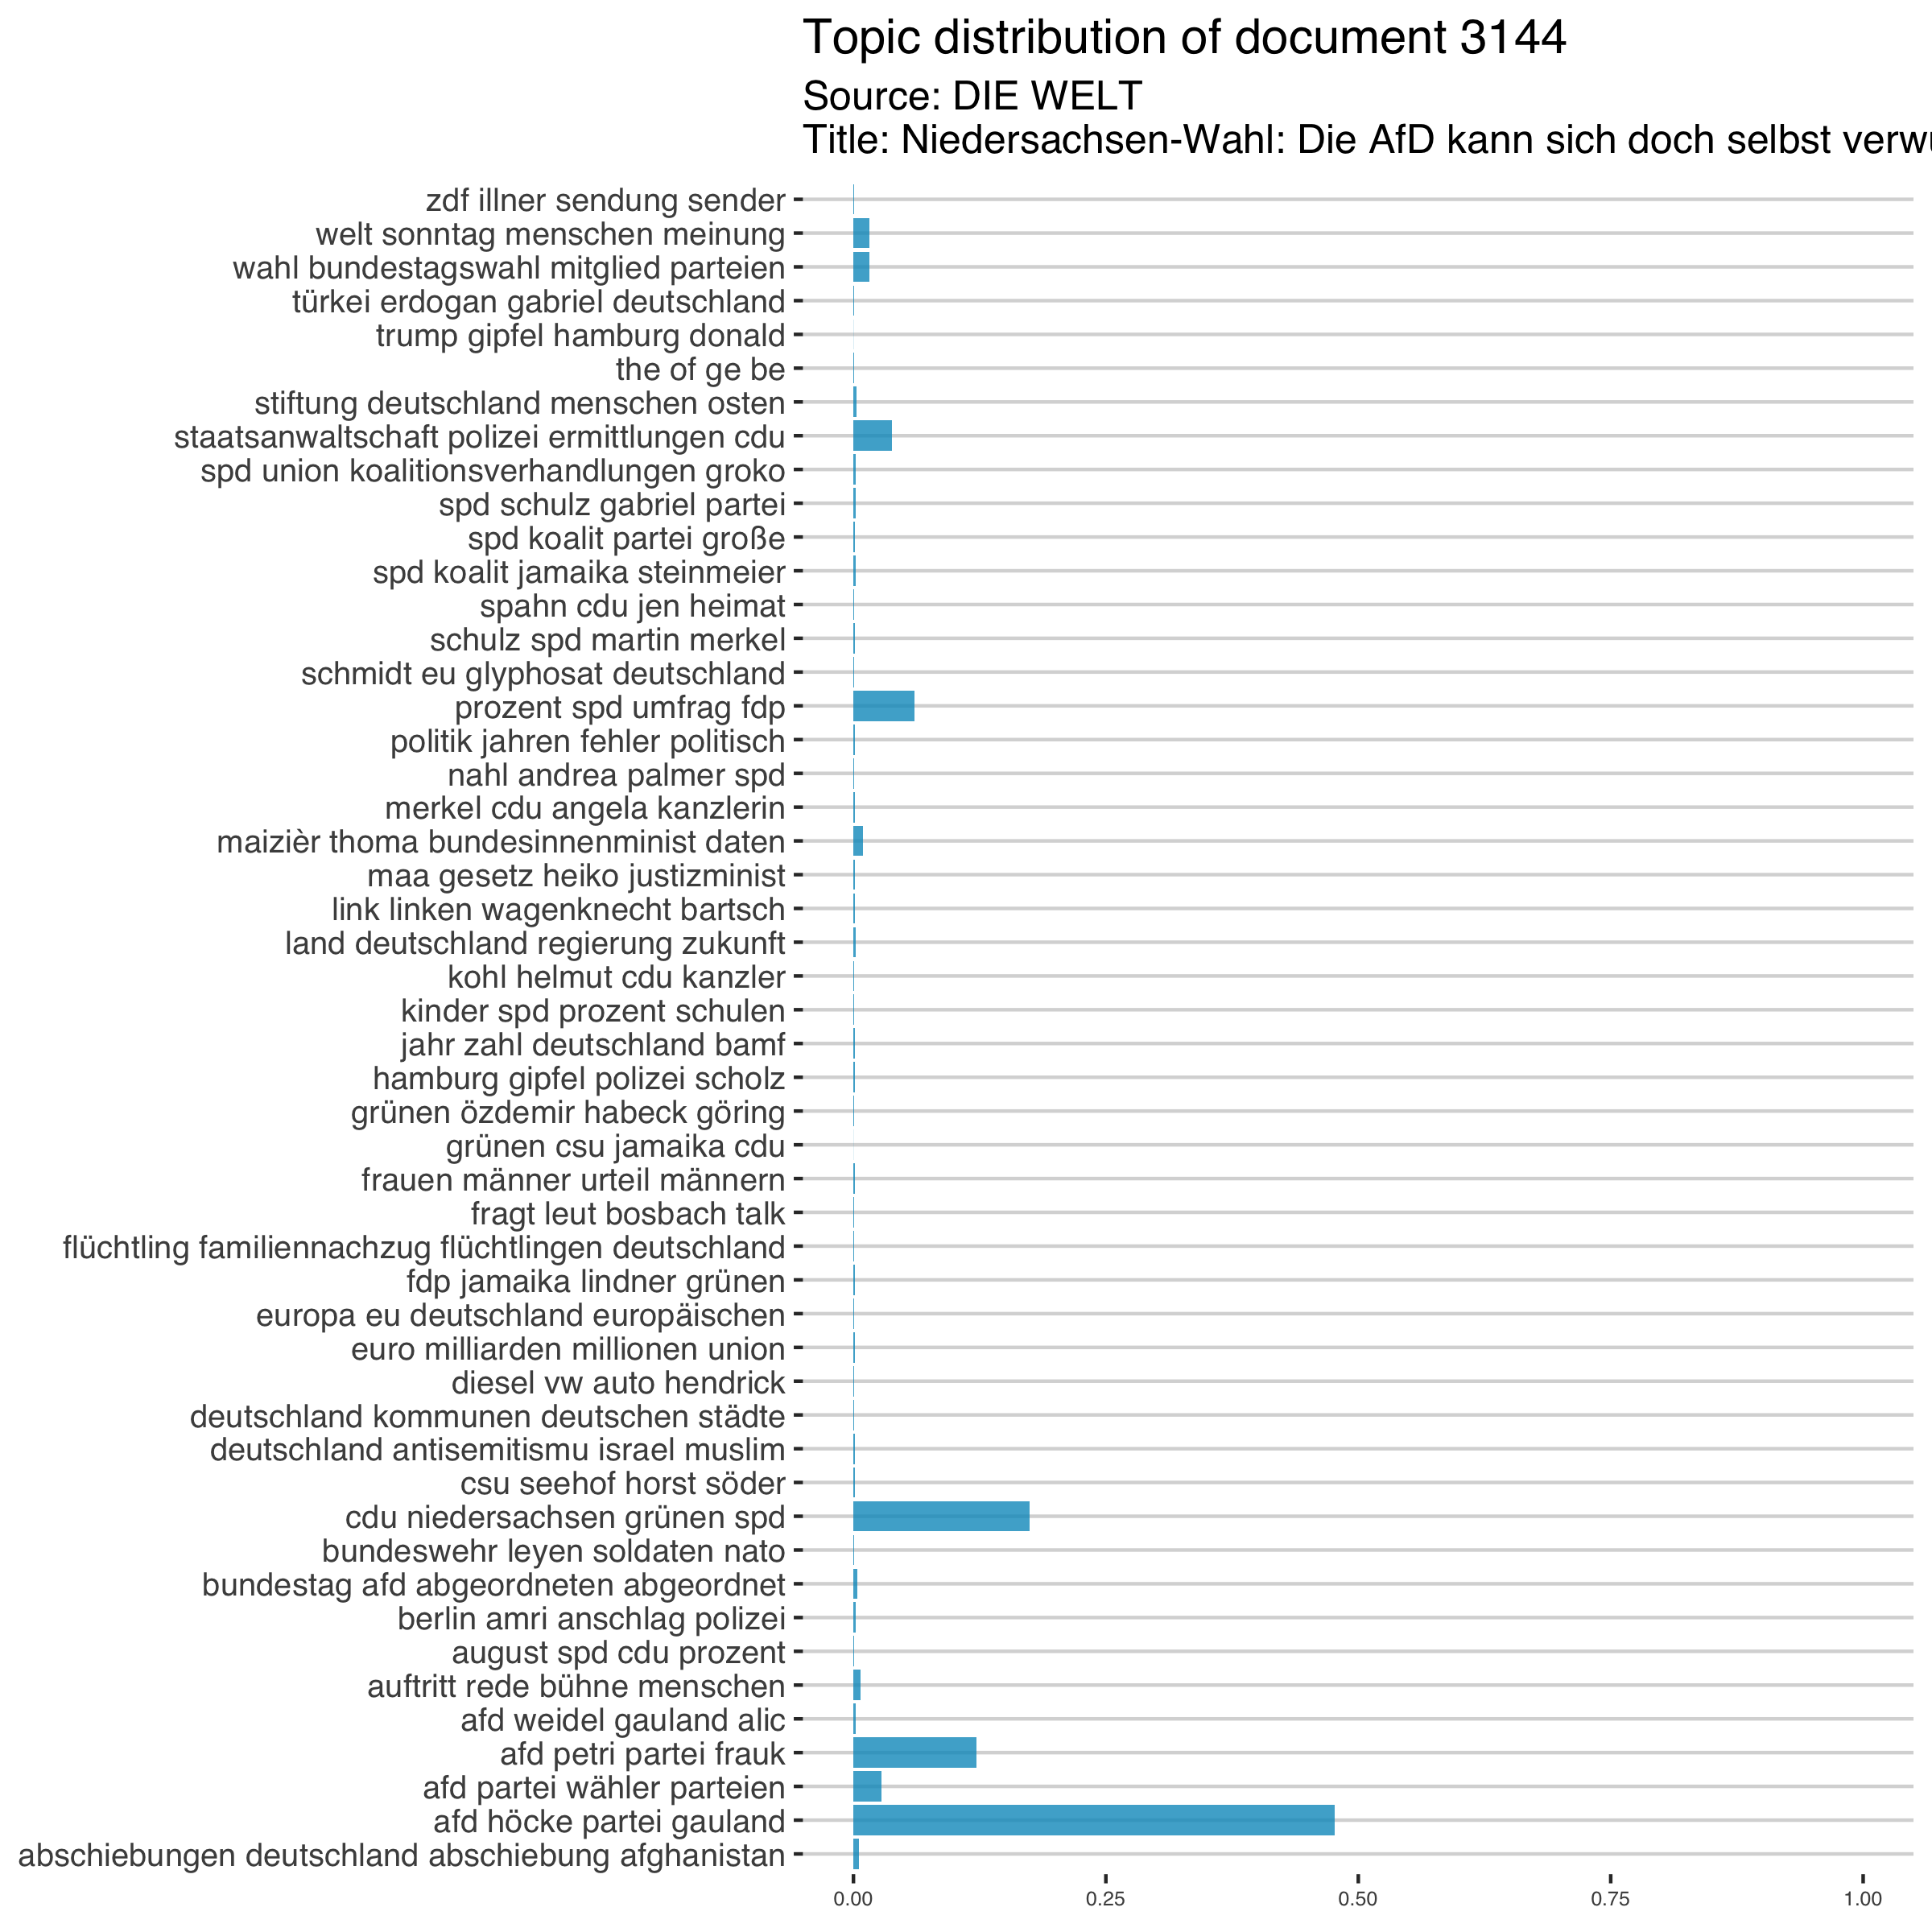 Topic distribution of document 3144
Source: DIE WELT
Title: Niedersachsen-Wahl: Die AfD kann sich doch selbst
zdf illner sendung sender
welt sonntag menschen meinung
wahl bundestagswahl mitglied parteien
türkei erdogan gabriel deutschland
trump gipfel hamburg donald
the of ge be
stiftung deutschland menschen osten
staatsanwaltschaft polizei ermittlungen cdu
spd union koalitionsverhandlungen groko
spd schulz gabriel partei
spd koalit partei große
spd koalit jamaika steinmeier
spahn cdu jen heimat
schulz spd martin merkel
schmidt eu glyphosat deutschland
prozent spd umfrag fdp
politik jahren fehler politisch
nahl andrea palmer spd
merkel cdu angela kanzlerin
maizièr thoma bundesinnenminist daten
maa gesetz heiko justizminist
link linken wagenknecht bartsch
land deutschland regierung zukunft
kohl helmut cdu kanzler
kinder spd prozent schulen
jahr zahl deutschland bamf
hamburg gipfel polizei scholz
grünen özdemir habeck göring
grünen csu jamaika cdu
frauen männer urteil männern
fragt leut bosbach talk
flüchtling familiennachzug flüchtlingen deutschland
fdp jamaika lindner grünen
europa eu deutschland europäischen
euro milliarden millionen union
diesel vw auto hendrick
deutschland kommunen deutschen städte
deutschland antisemitismu israel muslim
csu seehof horst söder
cdu niedersachsen grünen spd
bundeswehr leyen soldaten nato
bundestag afd abgeordneten abgeordnet
berlin amri anschlag polizei
august spd cdu prozent
auftritt rede bühne menschen
afd weidel gauland alic
afd petri partei frauk
afd partei wähler parteien
afd höcke partei gauland
abschiebungen deutschland abschiebung afghanistan
0.00 0.25 0.50 0.75 1.00